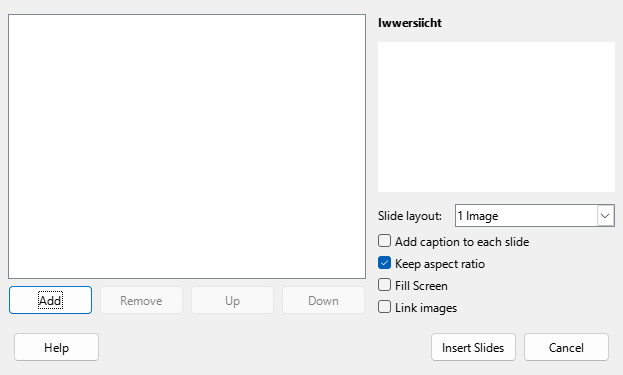 Iwwersiicht
Slide layout: 1 Image
Add caption to each slide
Keep aspect ratio
Fill Screen
Link images
Add Remove Up Down
Help Insert Slides Cancel